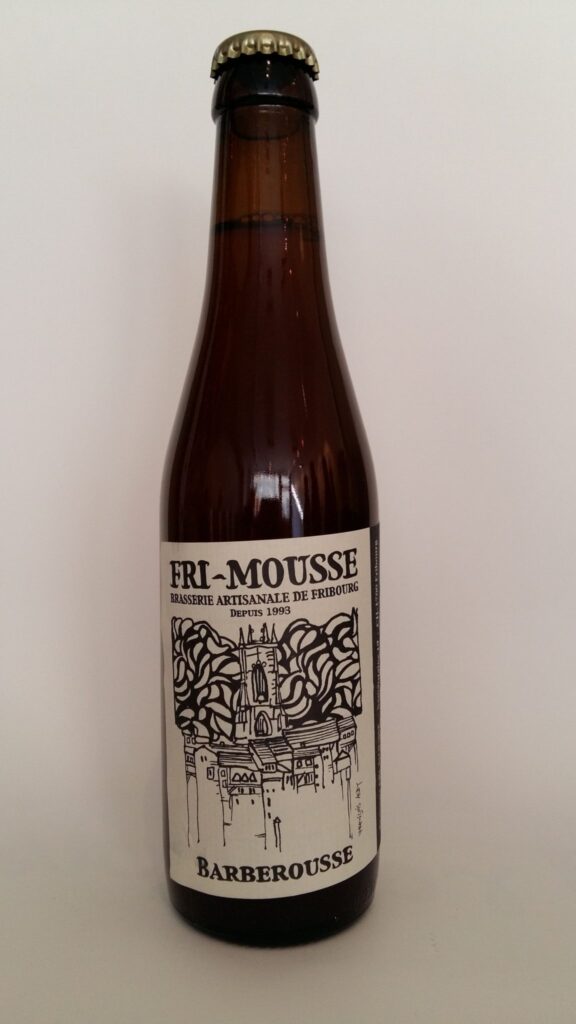 FRI-MOUSSE
BRASSERIE ARTISANALE DE FRIBOURG
DEPUIS 1993
BARBEROUSSE